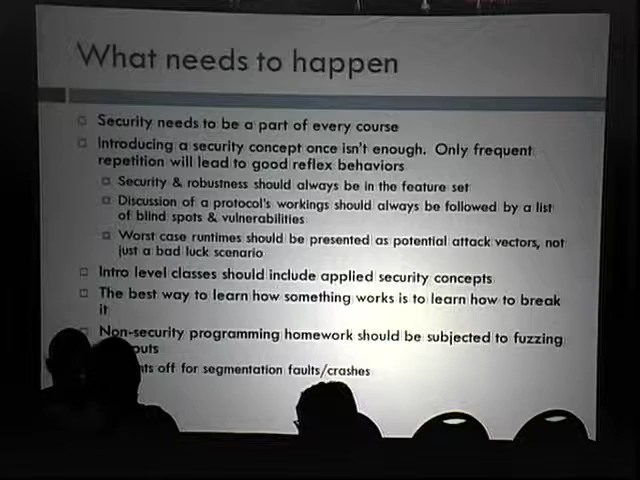 What needs to happen
Security needs to be a part of every course
Introducing a security concept once isn't enough. Only frequent
repetition will lead to good reflex behaviors
Security & robustness should always be in the feature set
Discussion of a protocol's workings should always be followed by a list
of blind spots & vulnerabilities
Worst case runtimes should be presented as potential attack vectors, not
just a bad luck scenario
Intro level classes should include applied security concepts
The best way to learn how something works is to learn how to break
it
Non-security programming homework should be subjected to fuzzing
off for segmentation faults/crashes